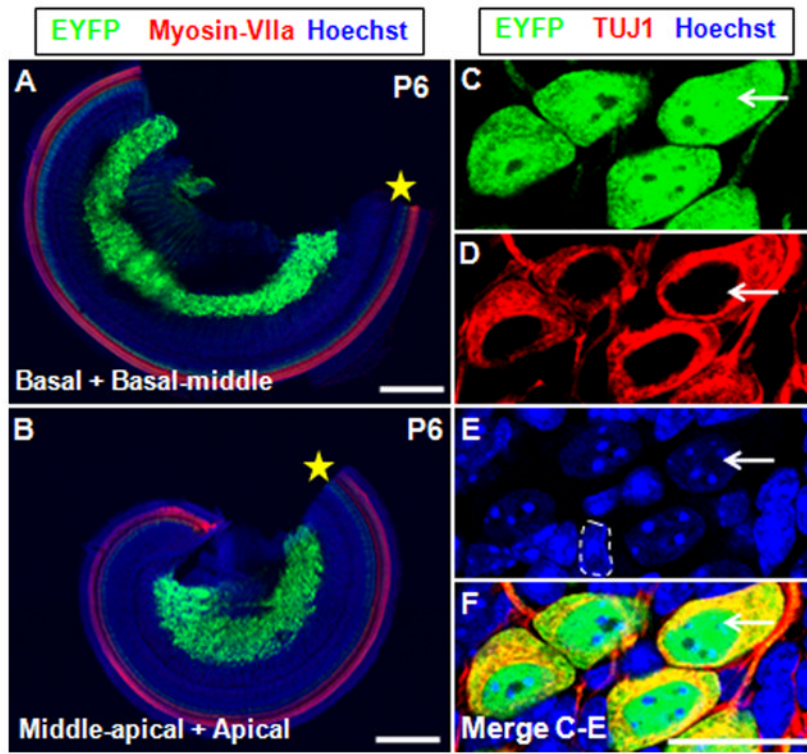 EYFP Myosin-VIIa Hoechst
EYFP TUJ1 Hoechst
A
P6
Basal + Basal-middle
B
P6
Middle-apical + Apical
C
D
E
F
Merge C-E